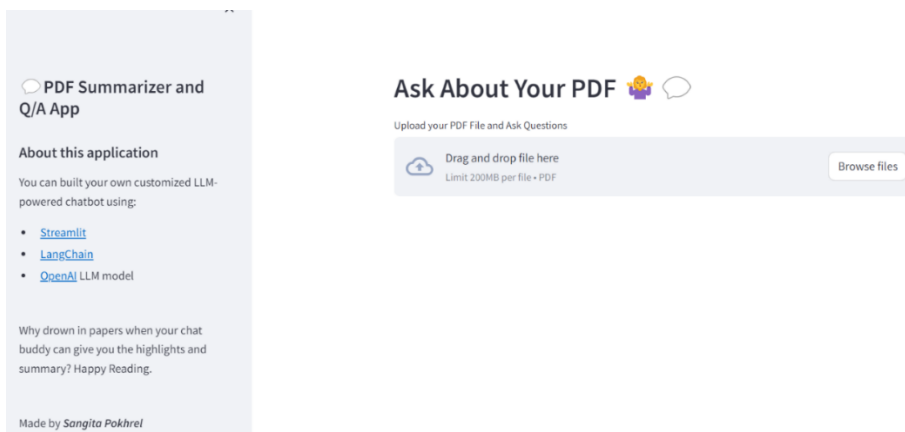 💬 PDF Summarizer and
Q/A App
About this application
You can built your own customized LLM-
powered chatbot using:
• Streamlit
• LangChain
• OpenAI LLM model
Why drown in papers when your chat
buddy can give you the highlights and
summary? Happy Reading.
Made by Sangita Pokhrel
Ask About Your PDF 🤷 💬
Upload your PDF File and Ask Questions
Drag and drop file here
Limit 200MB per file • PDF
Browse files